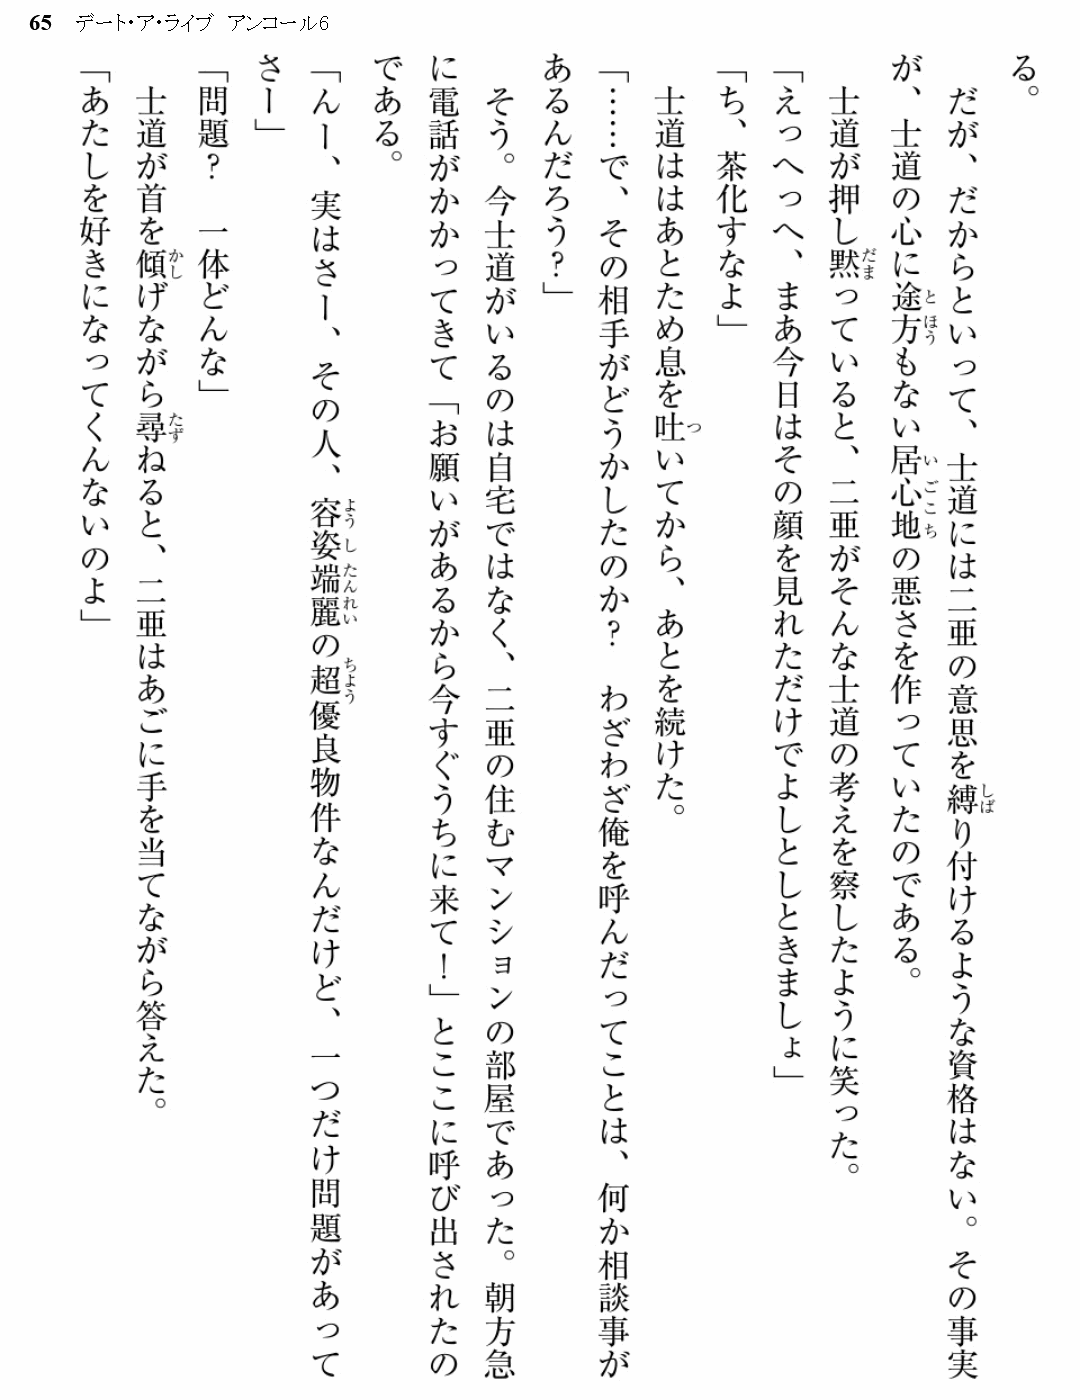 65 デート・ア・ライブ アンコール6
る。
だが、だからといって、士道には二亜の意思を縛り付けるような資格はない。その事実
が、士道の心に途方もない居心地の悪さを作っていたのである。
士道が押し黙っていると、二亜がそんな士道の考えを察したように笑った。
「えっへっへ、まあ今日はその顔を見れただけでよしとしときましょ」
「ち、茶化すなよ」
士道ははあとため息を吐いてから、あとを続けた。
「……で、その相手がどうかしたのか？ わざわざ俺を呼んだってことは、何か相談事が
あるんだろう？」
そう。今士道がいるのは自宅ではなく、二亜の住むマンションの部屋であった。朝方急
に電話がかかってきて「お願いがあるから今すぐうちに来て！」とここに呼び出されたの
である。
「んー、実はさー、その人、容姿端麗の超優良物件なんだけど、一つだけ問題があって
さー」
「問題？ 一体どんな」
士道が首を傾げながら尋ねると、二亜はあごに手を当てながら答えた。
「あたしを好きになってくんないのよ」